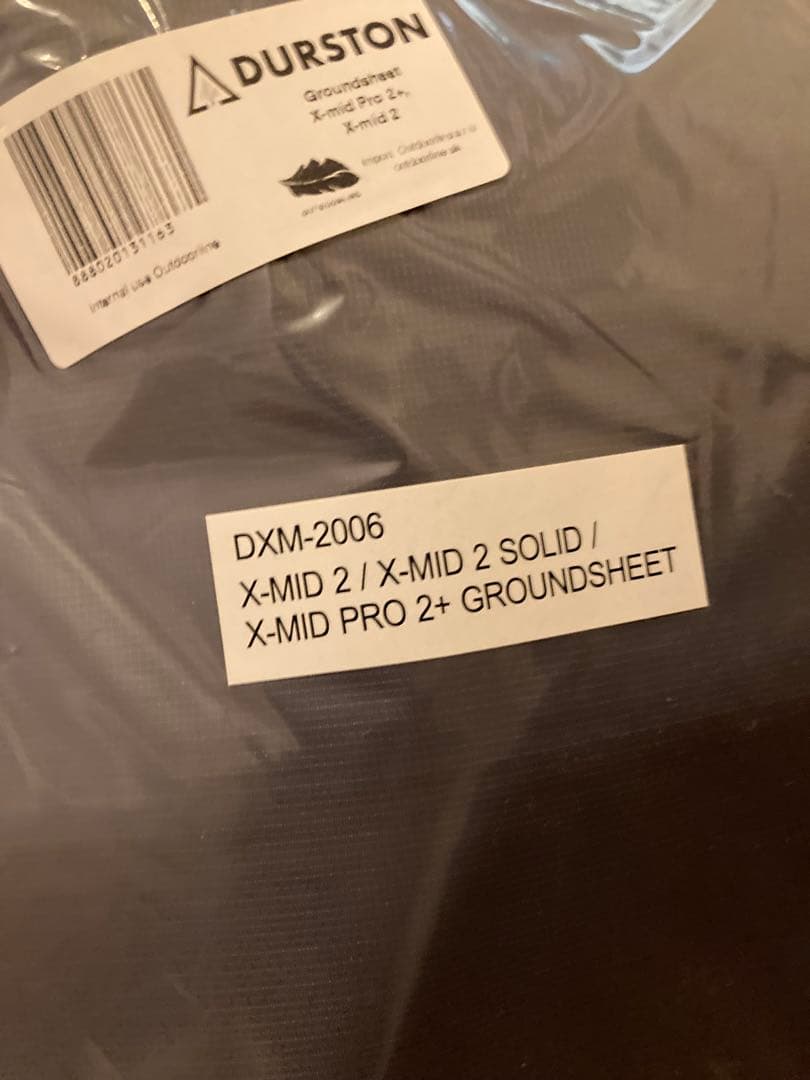 DURSTON
Groundsheet
X-mid Pro 2+,
X-mid 2
888020131163
Internal use Outdoorline
DXM-2006
X-MID 2 / X-MID 2 SOLID /
X-MID PRO 2+ GROUNDSHEET